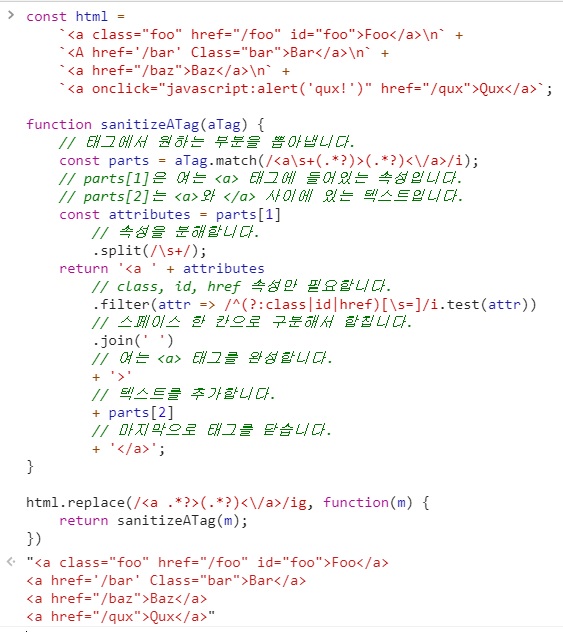 > const html =
`<a class="foo" href="/foo" id="foo">Foo</a>\n` +
`<A href='/bar' Class="bar">Bar</a>\n` +
`<a href="/baz">Baz</a>\n` +
`<a onclick="javascript:alert('qux!')" href="/qux">Qux</a>`;
function sanitizeATag(aTag) {
// 태그에서 원하는 부분을 뽑아냅니다.
const parts = aTag.match(/<a\s+(.*?)>(.*?)<\/a>/i);
// parts[1]은 여는 <a> 태그에 들어있는 속성입니다.
// parts[2]는 <a>와 </a> 사이에 있는 텍스트입니다.
const attributes = parts[1]
// 속성을 분해합니다.
.split(/\s+/);
return '<a ' + attributes
// class, id, href 속성만 필요합니다.
.filter(attr => /^(?:class|id|href)[\s=]/i.test(attr))
// 스페이스 한 칸으로 구분해서 합칩니다.
.join(' ')
// 여는 <a> 태그를 완성합니다.
+ '>'
// 텍스트를 추가합니다.
+ parts[2]
// 마지막으로 태그를 닫습니다.
+ '</a>';
}
html.replace(/<a .*?>(.*?)<\/a>/ig, function(m) {
return sanitizeATag(m);
})
"<a class="foo" href="/foo" id="foo">Foo</a>
<a href='/bar' Class="bar">Bar</a>
<a href="/baz">Baz</a>
<a href="/qux">Qux</a>"